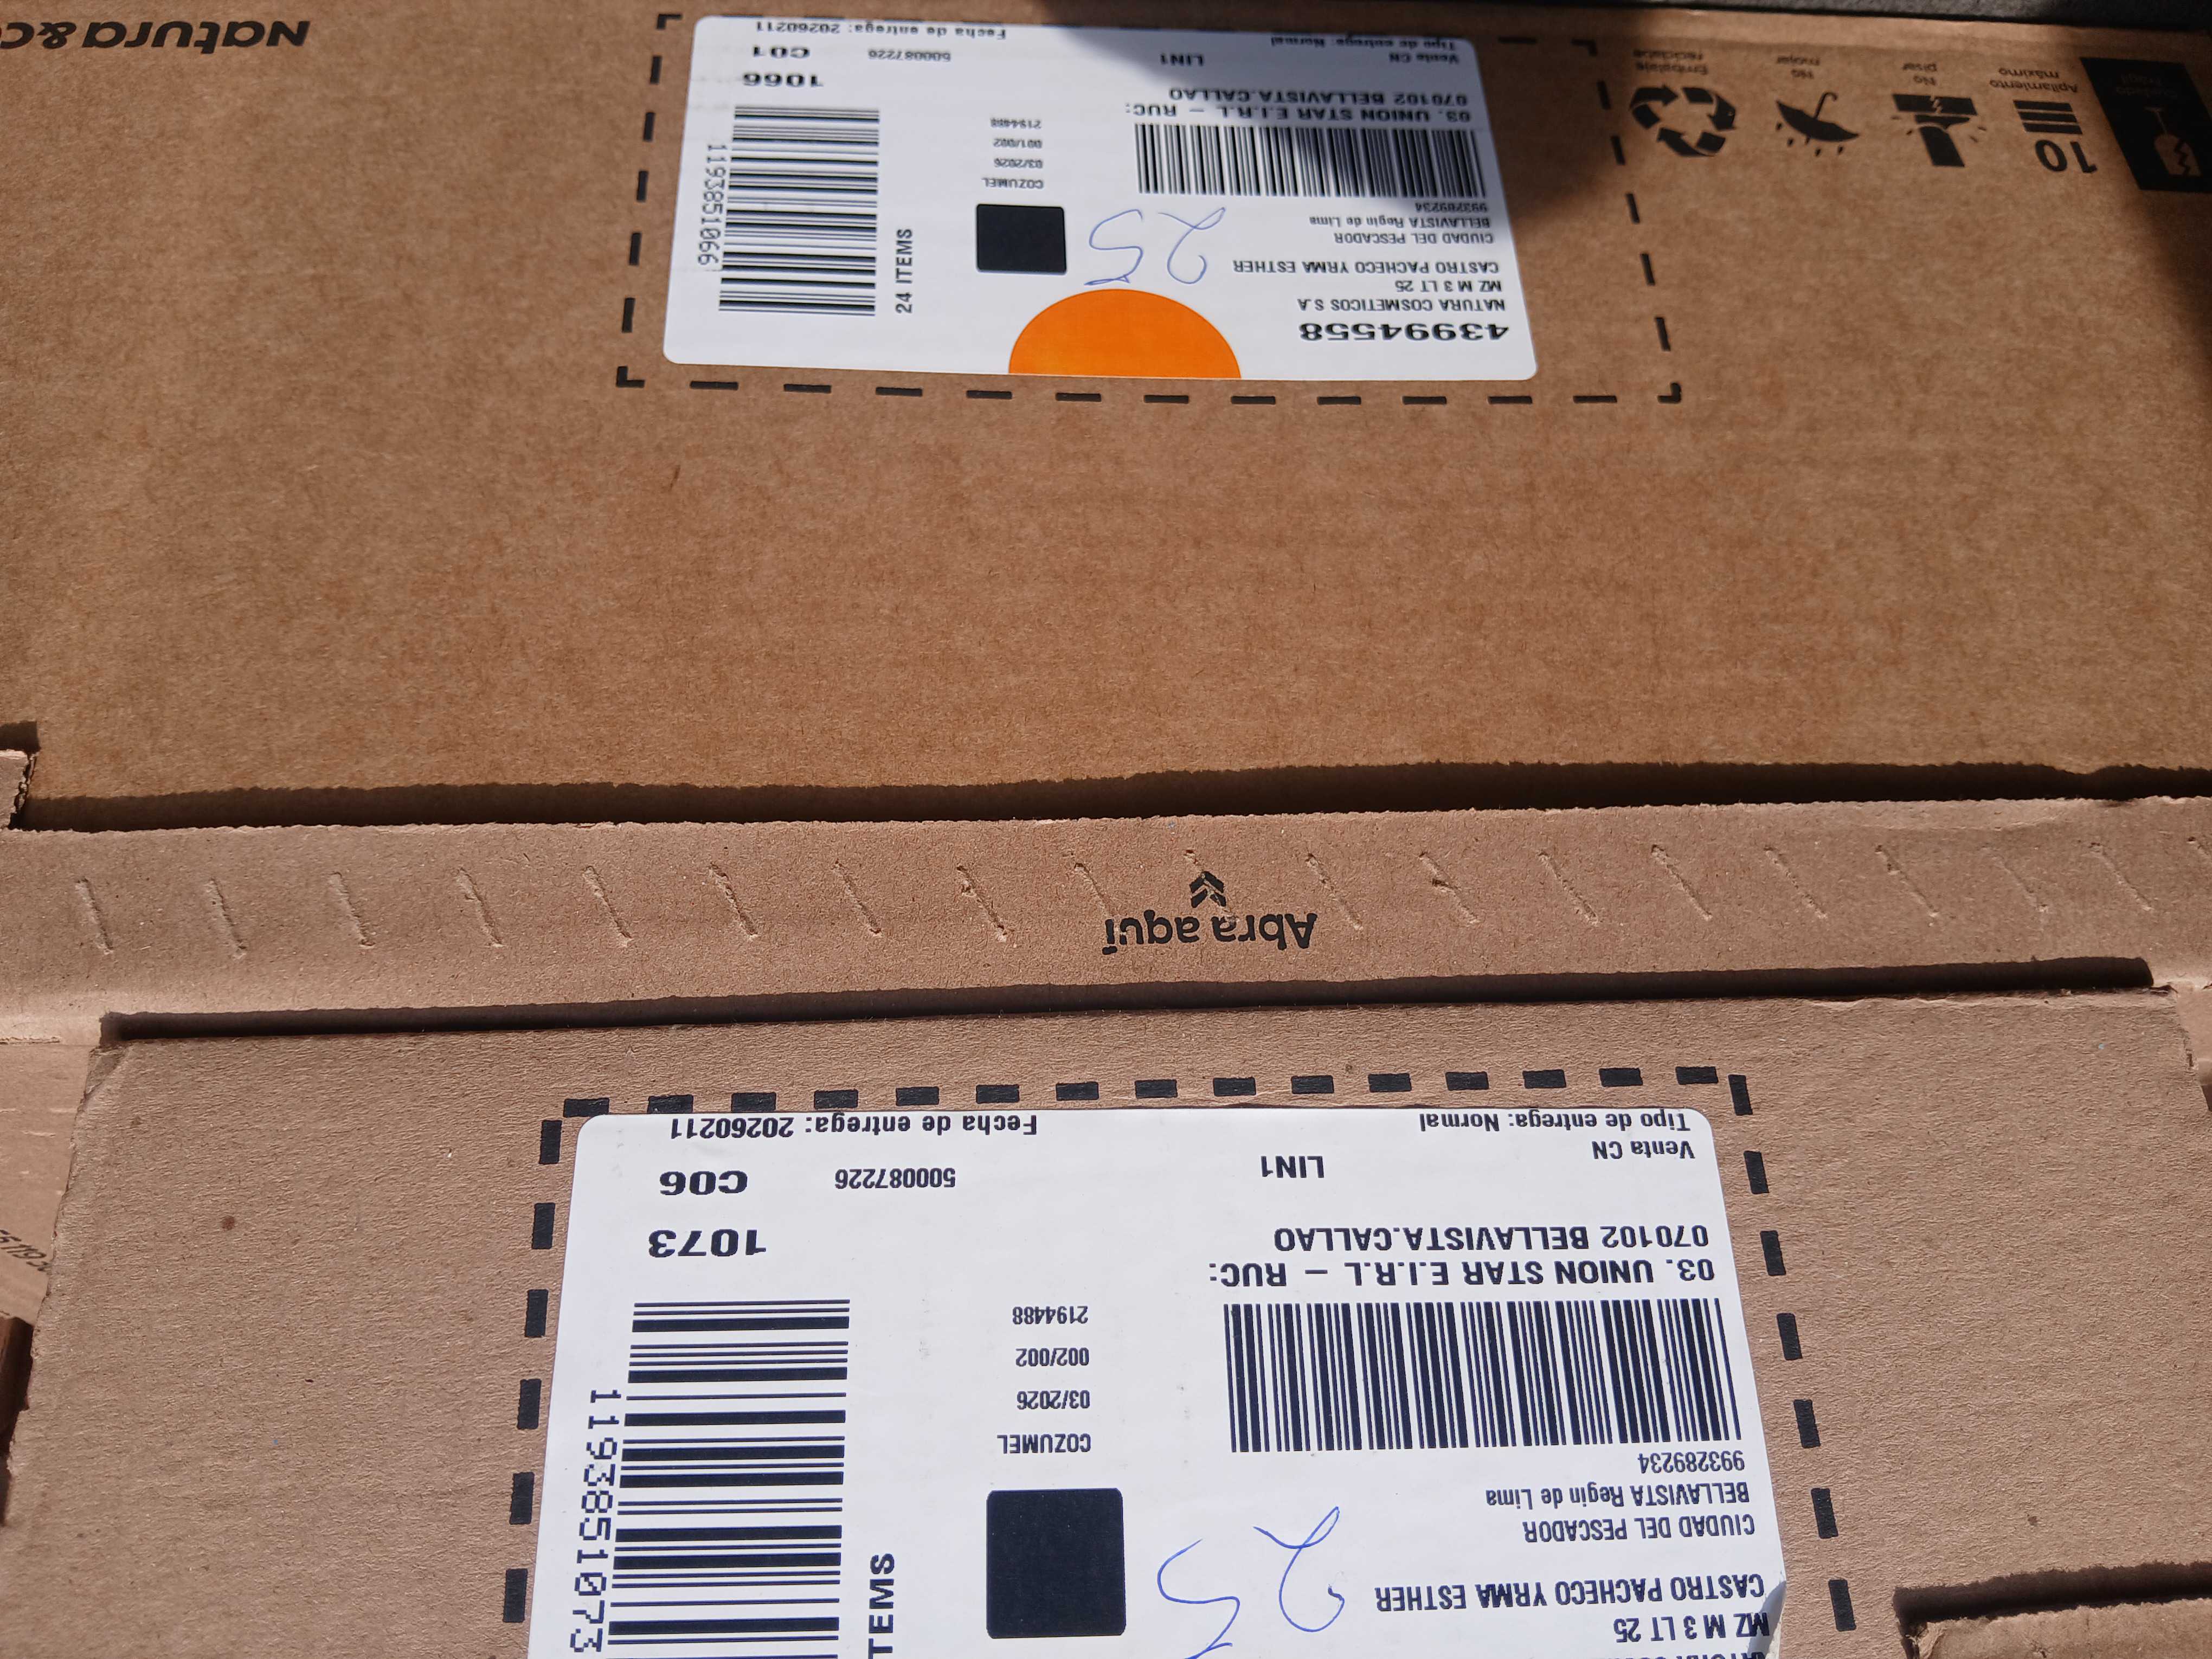 natura&c
43994558
NATURA COSMETICOS S.A
MZ M 3 LT 25
CASTRO PACHECO YRMA ESTHER
CIUDAD DEL PESCADOR
BELLAVISTA Regin de Lima
993289234
25
COZUMEL
03/2026
001/002
2194488
24 ITEMS
1193851066
03. UNION STAR E.I.R.L – RUC:
070102 BELLAVISTA.CALLAO
1066
Venta CN
LIN1
500087226
C01
Tipo de entrega: Normal
Fecha de entrega: 20260211
10
Apilamiento
máximo
No
pisar
No
mojar
Embalaje
reciclable
Abra aquí
MZ M 3 LT 25
CASTRO PACHECO YRMA ESTHER
CIUDAD DEL PESCADOR
BELLAVISTA Regin de Lima
993289234
25
COZUMEL
03/2026
002/002
2194488
TEMS
1193851073
03. UNION STAR E.I.R.L – RUC:
070102 BELLAVISTA.CALLAO
1073
Venta CN
LIN1
500087226
C06
Tipo de entrega: Normal
Fecha de entrega: 20260211